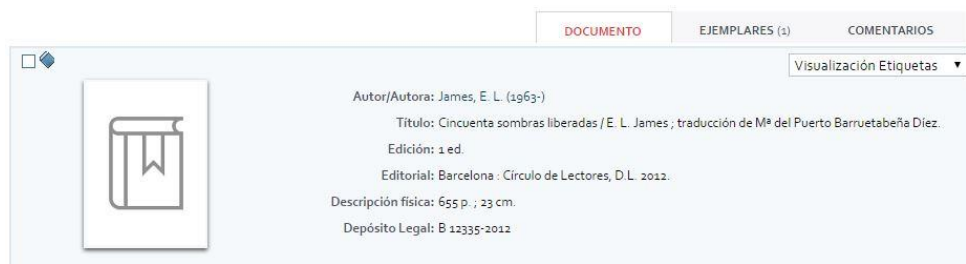 DOCUMENTO EJEMPLARES (1) COMENTARIOS
Visualización Etiquetas
Autor/Autora: James, E. L. (1963-)
Título: Cincuenta sombras liberadas / E. L. James ; traducción de Mª del Puerto Barruetabeña Díez.
Edición: 1 ed.
Editorial: Barcelona : Círculo de Lectores, D.L. 2012.
Descripción física: 655 p. ; 23 cm.
Depósito Legal: B 12335-2012